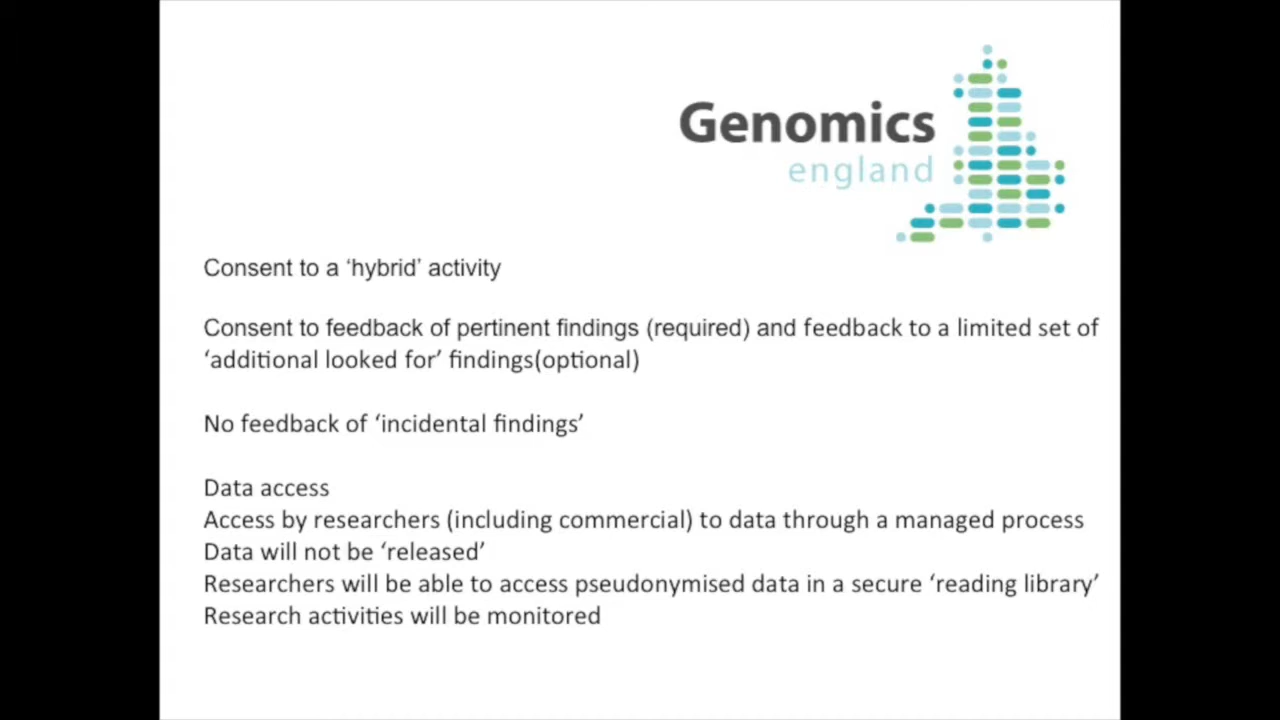 Genomics
england
Consent to a ‘hybrid’ activity
Consent to feedback of pertinent findings (required) and feedback to a limited set of
‘additional looked for’ findings(optional)
No feedback of ‘incidental findings’
Data access
Access by researchers (including commercial) to data through a managed process
Data will not be ‘released’
Researchers will be able to access pseudonymised data in a secure ‘reading library’
Research activities will be monitored